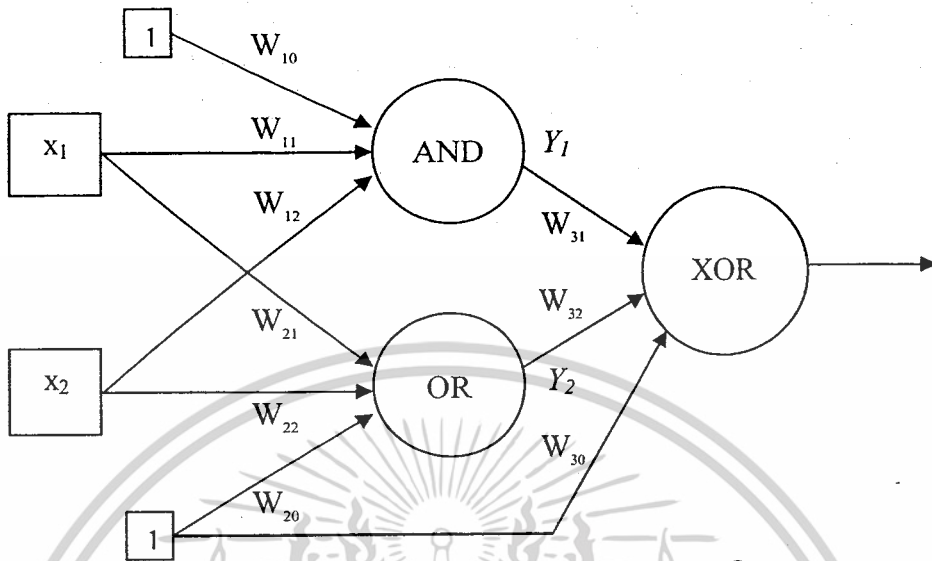 1
W₁₀
x₁
W₁₁
AND
Y₁
W₁₂
W₃₁
XOR
W₂₁
W₃₂
x₂
OR
Y₂
W₂₂
W₃₀
W₂₀
1